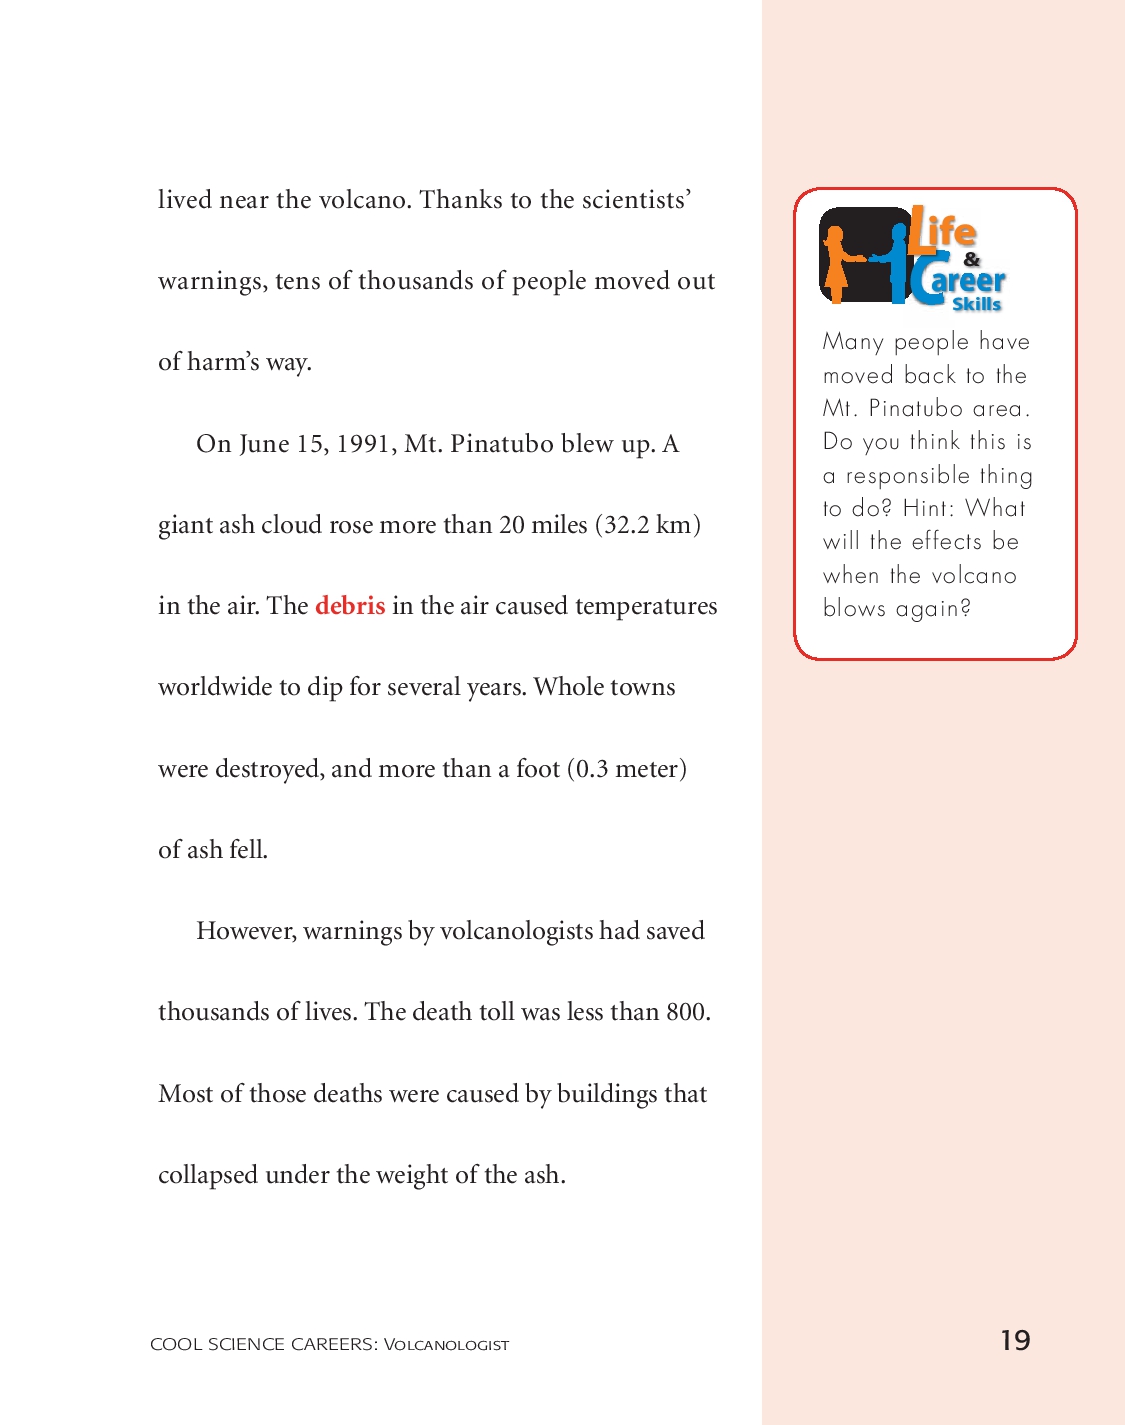 lived near the volcano. Thanks to the scientists’
warnings, tens of thousands of people moved out
of harm’s way.
On June 15, 1991, Mt. Pinatubo blew up. A
giant ash cloud rose more than 20 miles (32.2 km)
in the air. The debris in the air caused temperatures
worldwide to dip for several years. Whole towns
were destroyed, and more than a foot (0.3 meter)
of ash fell.
However, warnings by volcanologists had saved
thousands of lives. The death toll was less than 800.
Most of those deaths were caused by buildings that
collapsed under the weight of the ash.
Life
&
Career
Skills
Many people have
moved back to the
Mt. Pinatubo area.
Do you think this is
a responsible thing
to do? Hint: What
will the effects be
when the volcano
blows again?
COOL SCIENCE CAREERS: VOLCANOLOGIST
19